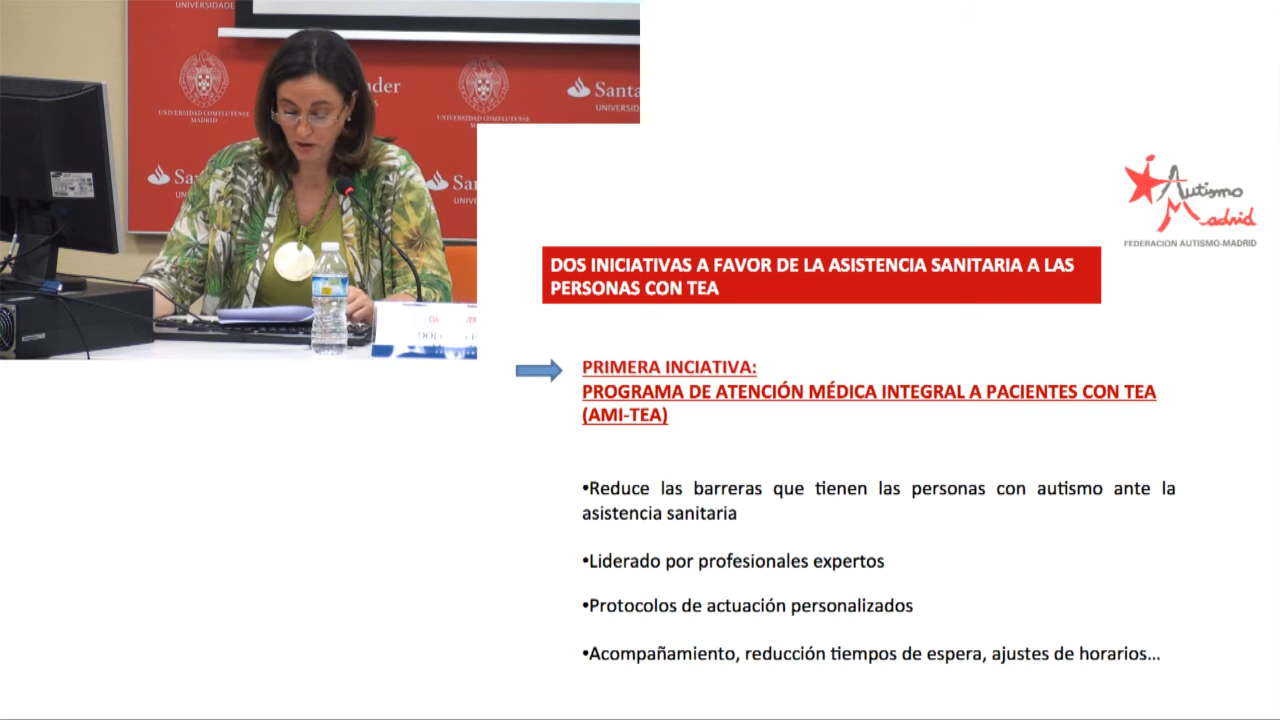 UNIVERSIDADES
UNIVERSIDAD COMPLUTENSE
MADRID
UNIVERSIDAD COMPLUTENSE
MADRID
Autismo
Madrid
FEDERACION AUTISMO-MADRID
DOS INICIATIVAS A FAVOR DE LA ASISTENCIA SANITARIA A LAS
PERSONAS CON TEA
PRIMERA INCIATIVA:
PROGRAMA DE ATENCIÓN MÉDICA INTEGRAL A PACIENTES CON TEA
(AMI-TEA)
•Reduce las barreras que tienen las personas con autismo ante la
asistencia sanitaria
•Liderado por profesionales expertos
•Protocolos de actuación personalizados
•Acompañamiento, reducción tiempos de espera, ajustes de horarios...